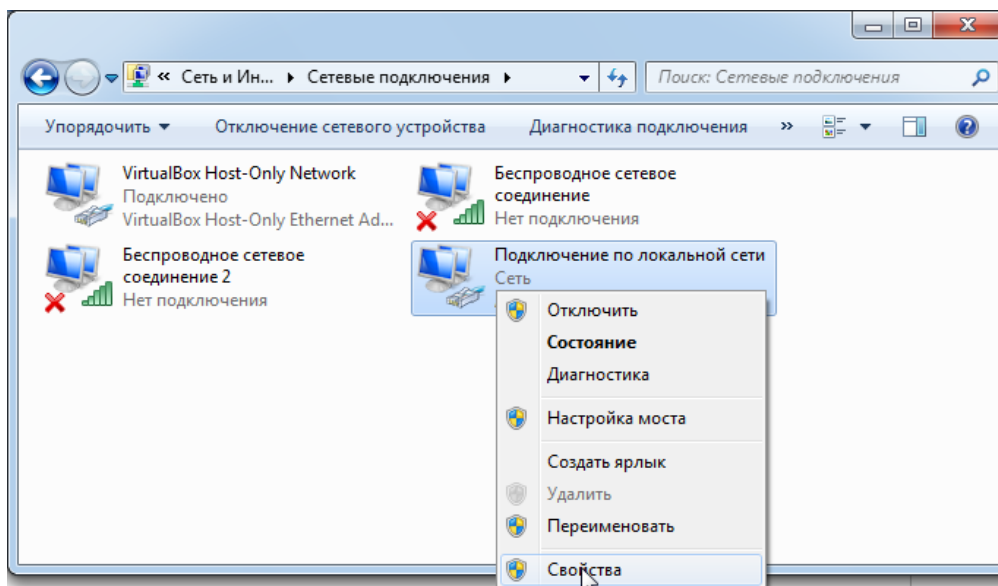 « Сеть и Ин... Сетевые подключения
Поиск: Сетевые подключения
Упорядочить Отключение сетевого устройства Диагностика подключения »
VirtualBox Host-Only Network
Подключено
VirtualBox Host-Only Ethernet Ad...
Беспроводное сетевое
соединение
Нет подключения
Беспроводное сетевое
соединение 2
Нет подключения
Подключение по локальной сети
Сеть
Отключить
Состояние
Диагностика
Настройка моста
Создать ярлык
Удалить
Переименовать
Свойства